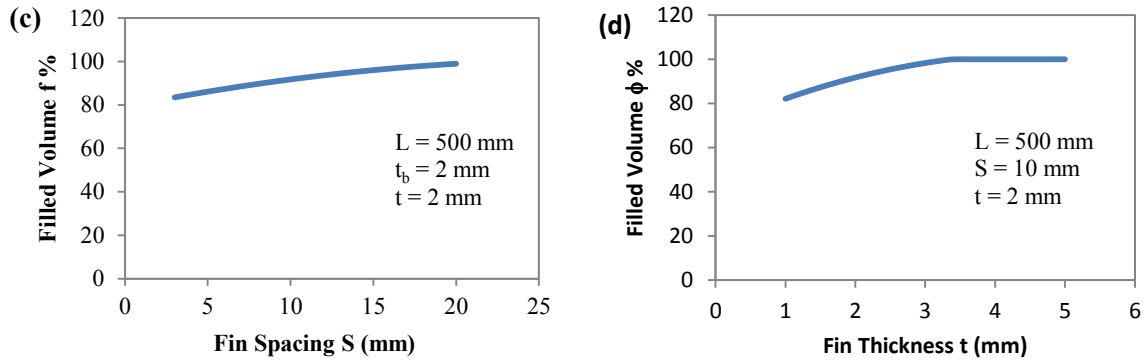 (c)
120
100
80
60
40
20
0
Filled Volume f %
L = 500 mm
t_b = 2 mm
t = 2 mm
0 5 10 15 20 25
Fin Spacing S (mm)
(d)
120
100
80
60
40
20
0
Filled Volume ϕ %
L = 500 mm
S = 10 mm
t = 2 mm
0 1 2 3 4 5 6
Fin Thickness t (mm)